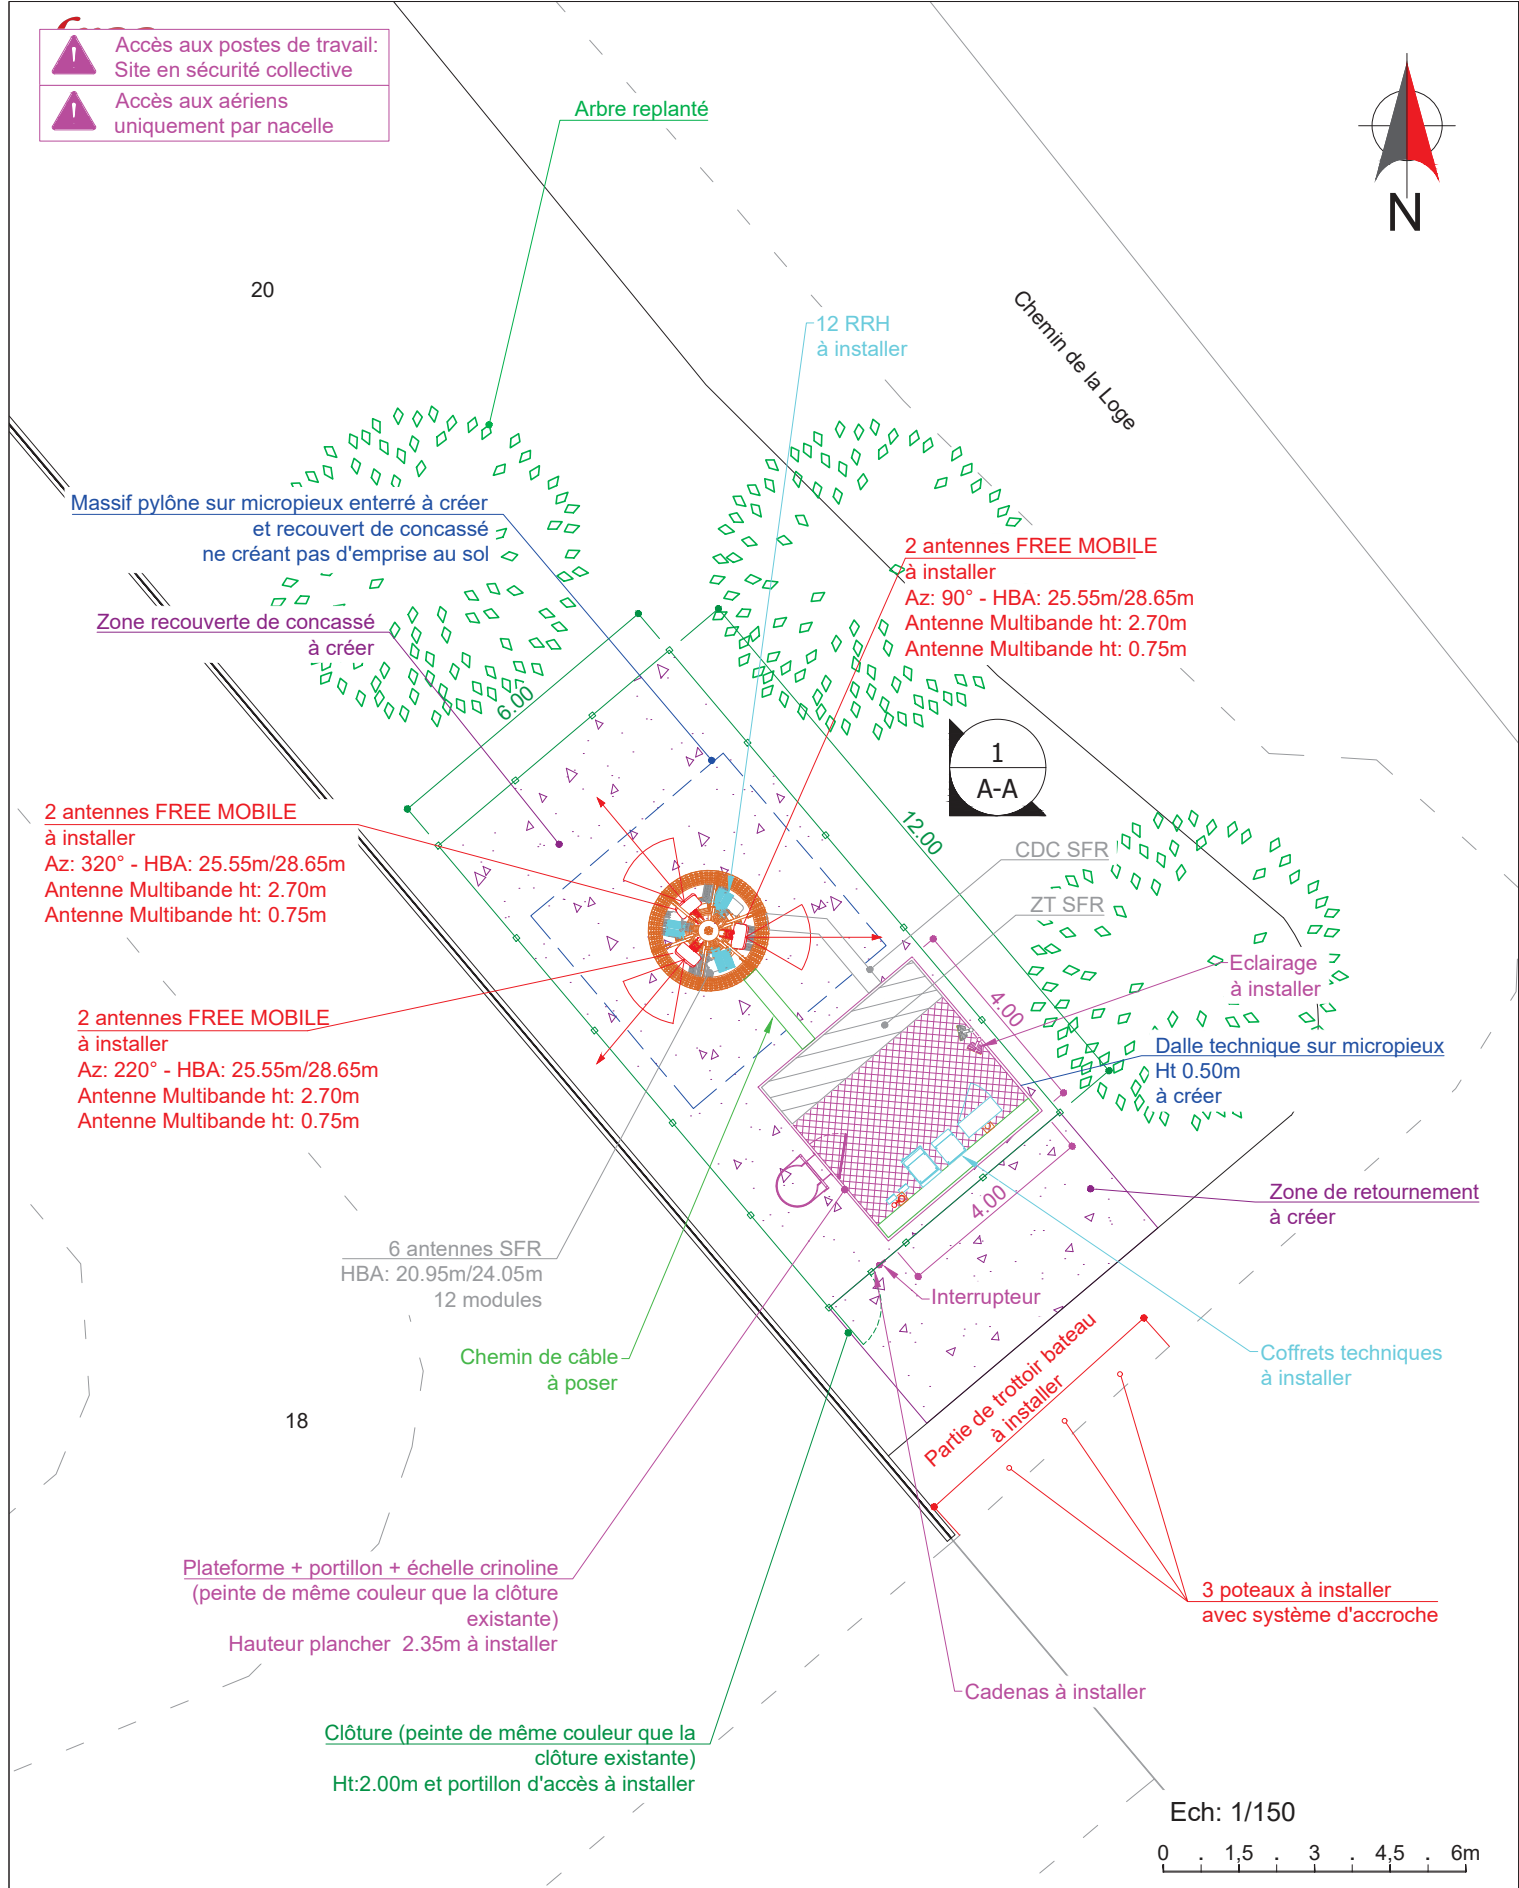 Accès aux postes de travail:
Site en sécurité collective
Accès aux aériens
uniquement par nacelle
Arbre replanté
N
20
12 RRH
à installer
Chemin de la Loge
Massif pylône sur micropieux enterré à créer
et recouvert de concassé
ne créant pas d'emprise au sol
2 antennes FREE MOBILE
à installer
Az: 90° - HBA: 25.55m/28.65m
Antenne Multibande ht: 2.70m
Antenne Multibande ht: 0.75m
Zone recouverte de concassé
à créer
6.00
1
A-A
12.00
2 antennes FREE MOBILE
à installer
Az: 320° - HBA: 25.55m/28.65m
Antenne Multibande ht: 2.70m
Antenne Multibande ht: 0.75m
CDC SFR
ZT SFR
Eclairage
à installer
4.00
2 antennes FREE MOBILE
à installer
Az: 220° - HBA: 25.55m/28.65m
Antenne Multibande ht: 2.70m
Antenne Multibande ht: 0.75m
Dalle technique sur micropieux
Ht 0.50m
à créer
Zone de retournement
à créer
4.00
6 antennes SFR
HBA: 20.95m/24.05m
12 modules
Interrupteur
Chemin de câble
à poser
Coffrets techniques
à installer
Partie de trottoir bateau
à installer
18
Plateforme + portillon + échelle crinoline
(peinte de même couleur que la clôture
existante)
Hauteur plancher 2.35m à installer
3 poteaux à installer
avec système d'accroche
Cadenas à installer
Clôture (peinte de même couleur que la
clôture existante)
Ht:2.00m et portillon d'accès à installer
Ech: 1/150
0 . 1,5 . 3 . 4,5 . 6m